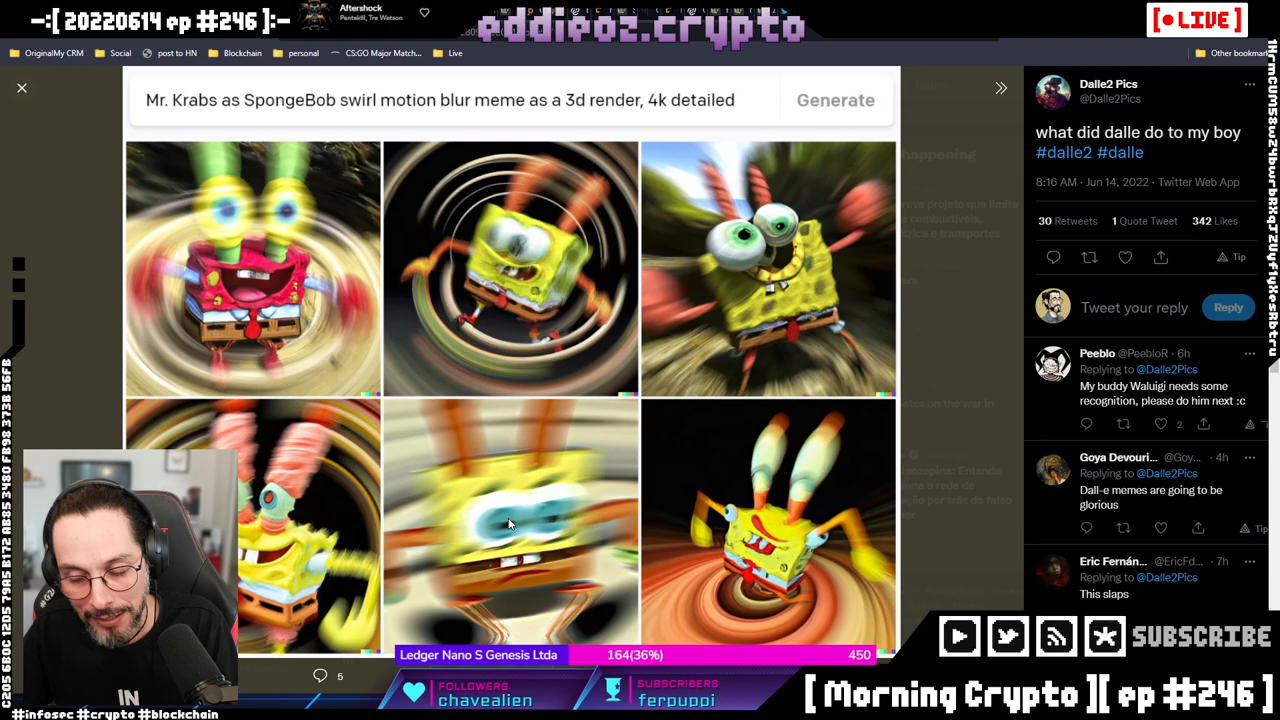 -:[ 20220614 ep #246 ]:-
Aftershock
Pentakill, Tre Watson
eddieoz.crypto
[ • LIVE ]
OriginalMy CRM
Social
post to HN
Blockchain
personal
CS:GO Major Match...
Live
Other bookmar
Mr. Krabs as SpongeBob swirl motion blur meme as a 3d render, 4k detailed
Generate
Dalle2 Pics
@Dalle2Pics
what did dalle do to my boy
#dalle2 #dalle
8:16 AM · Jun 14, 2022 · Twitter Web App
30 Retweets 1 Quote Tweet 342 Likes
Tip
Tweet your reply
Reply
Peeblo @PeebloR · 6h
Replying to @Dalle2Pics
My buddy Waluigi needs some
recognition, please do him next :c
2
Goya Devouri... @Goy... · 4h
Replying to @Dalle2Pics
Dall-e memes are going to be
glorious
Tip
Eric Fernán... @EricFd... · 7h
Replying to @Dalle2Pics
This slaps
happening
5
Ledger Nano S Genesis Ltda
164(36%)
450
FOLLOWERS
chavealien
SUBSCRIBERS
ferpuppi
SUBSCRIBE
[ Morning Crypto ][ ep #246 ]
#infosec #crypto #blockchain